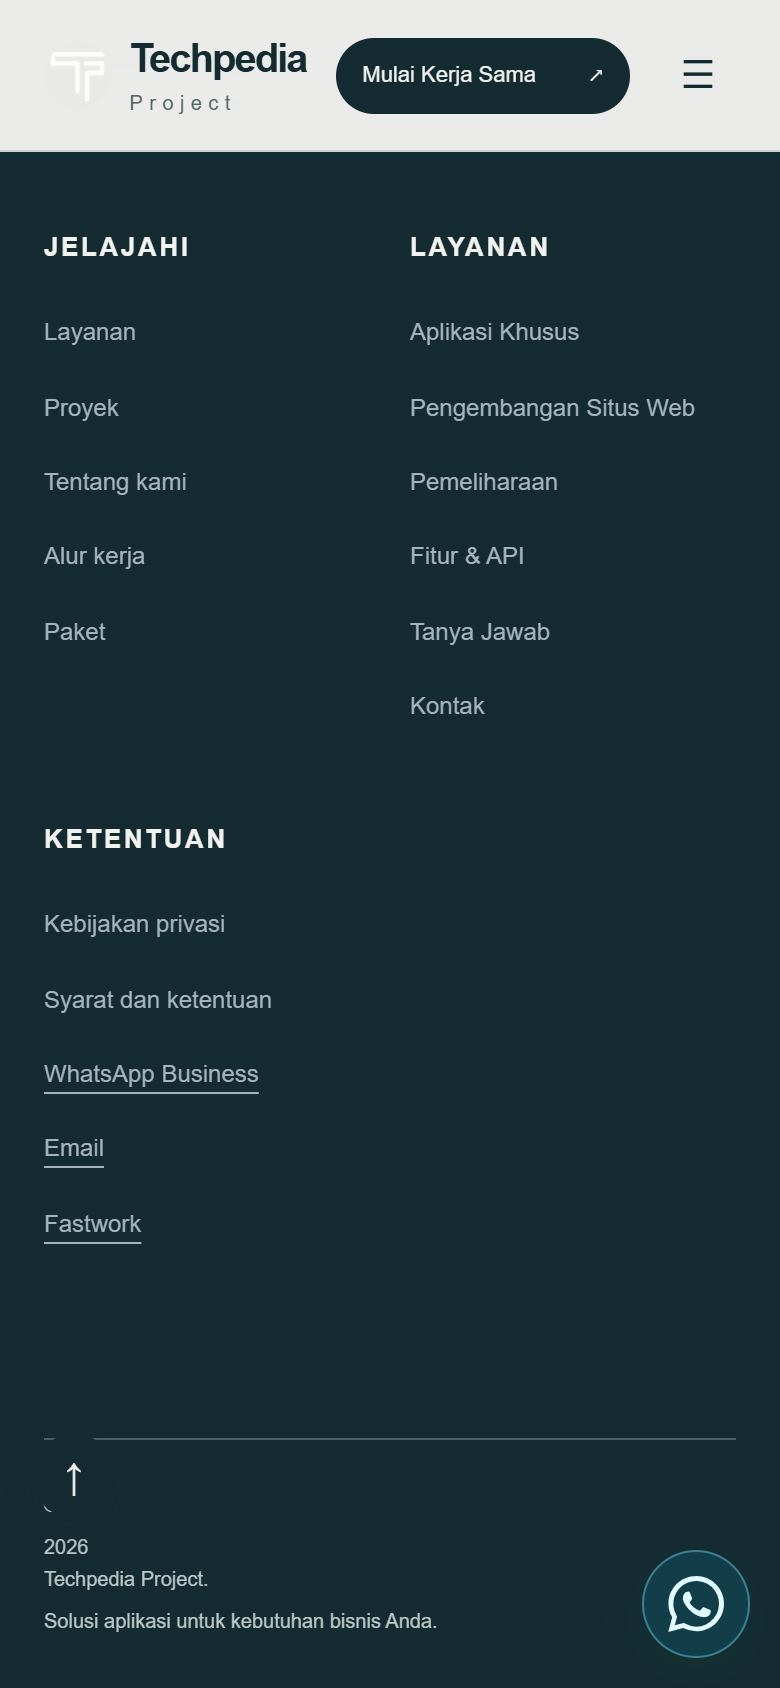 Techpedia
Project
Mulai Kerja Sama ↗
JELAJAHI
Layanan
Proyek
Tentang kami
Alur kerja
Paket
LAYANAN
Aplikasi Khusus
Pengembangan Situs Web
Pemeliharaan
Fitur & API
Tanya Jawab
Kontak
KETENTUAN
Kebijakan privasi
Syarat dan ketentuan
WhatsApp Business
Email
Fastwork
↑
2026
Techpedia Project.
Solusi aplikasi untuk kebutuhan bisnis Anda.